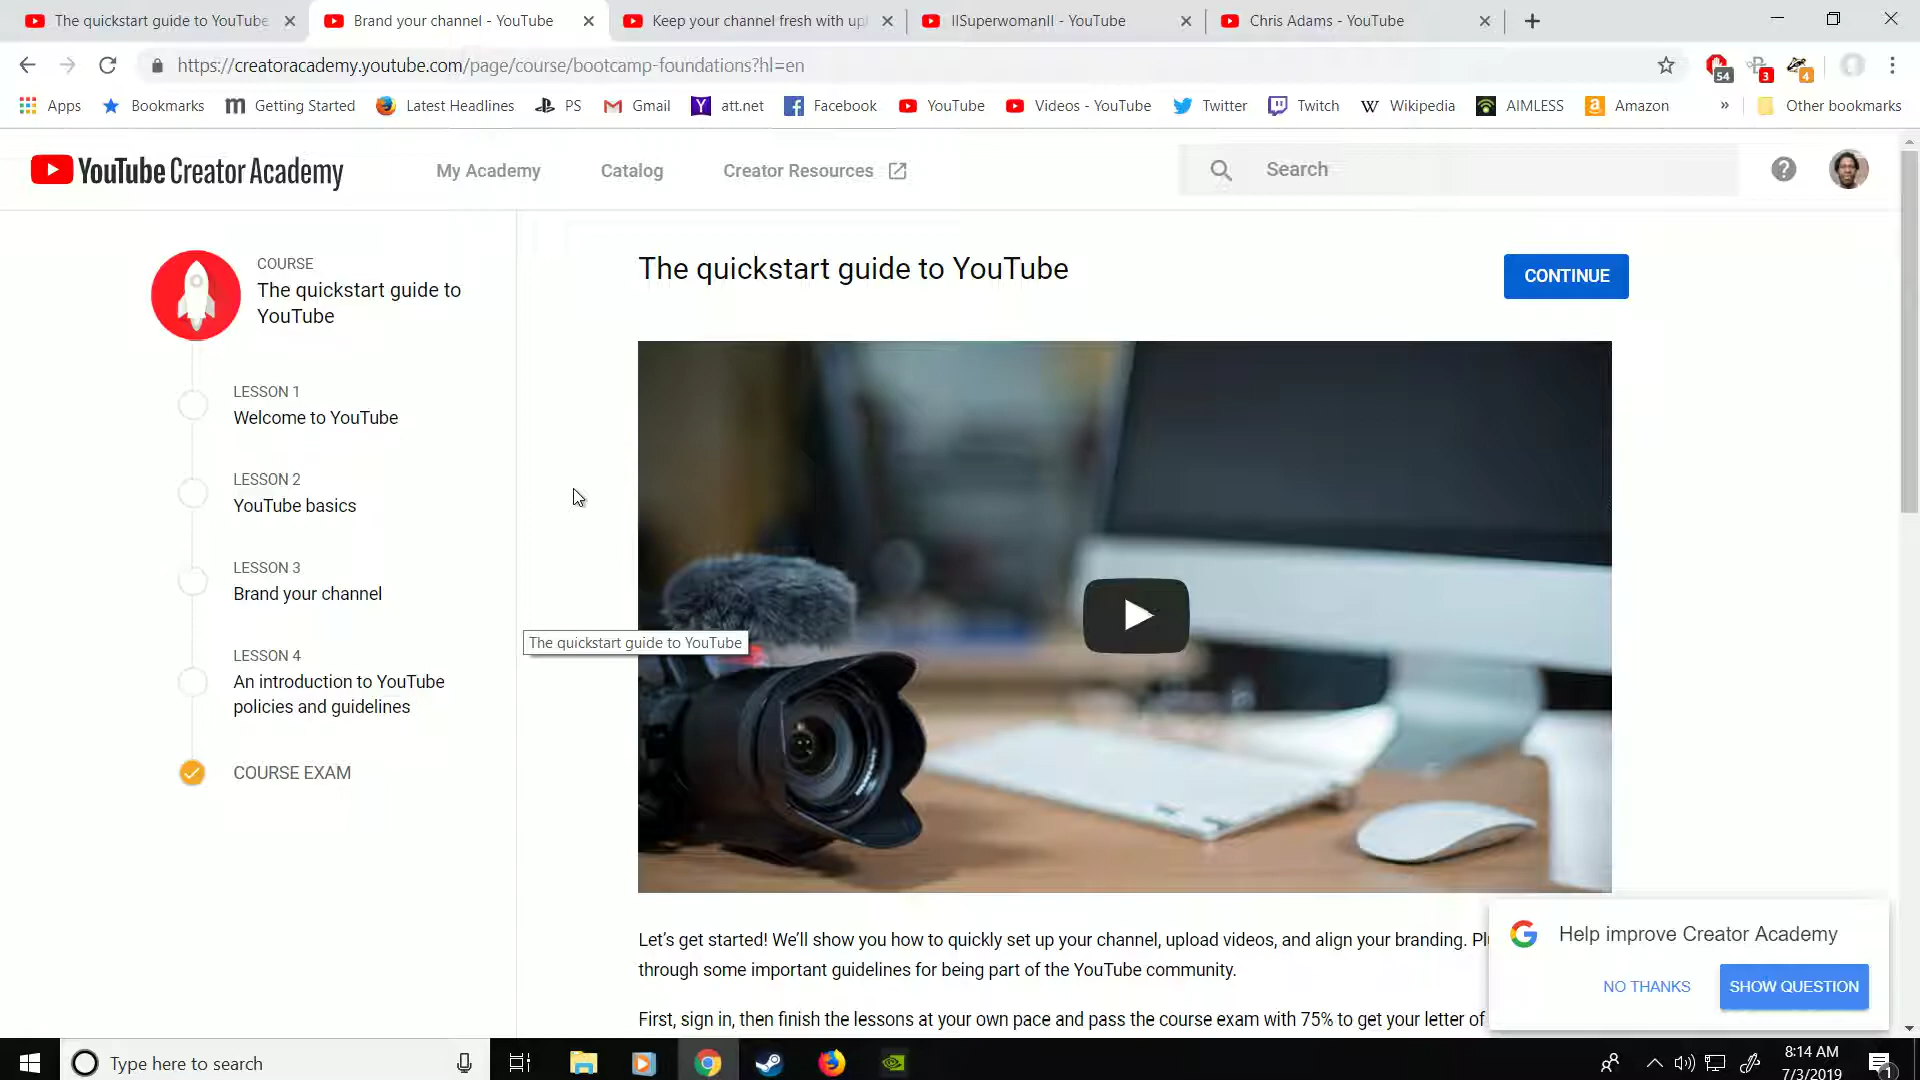 The quickstart guide to YouTube
Brand your channel - YouTube
Keep your channel fresh with upl
IISuperwomanII - YouTube
Chris Adams - YouTube
https://creatoracademy.youtube.com/page/course/bootcamp-foundations?hl=en
54
3
4
Apps
Bookmarks
Getting Started
Latest Headlines
PS
Gmail
att.net
Facebook
YouTube
Videos - YouTube
Twitter
Twitch
Wikipedia
AIMLESS
Amazon
»
Other bookmarks
YouTube Creator Academy
My Academy
Catalog
Creator Resources
Search
COURSE
The quickstart guide to
YouTube
LESSON 1
Welcome to YouTube
LESSON 2
YouTube basics
LESSON 3
Brand your channel
LESSON 4
An introduction to YouTube
policies and guidelines
COURSE EXAM
The quickstart guide to YouTube
CONTINUE
The quickstart guide to YouTube
Let's get started! We'll show you how to quickly set up your channel, upload videos, and align your branding.
through some important guidelines for being part of the YouTube community.
First, sign in, then finish the lessons at your own pace and pass the course exam with 75% to get your letter of
Help improve Creator Academy
NO THANKS
SHOW QUESTION
Type here to search
8:14 AM
7/3/2019
1